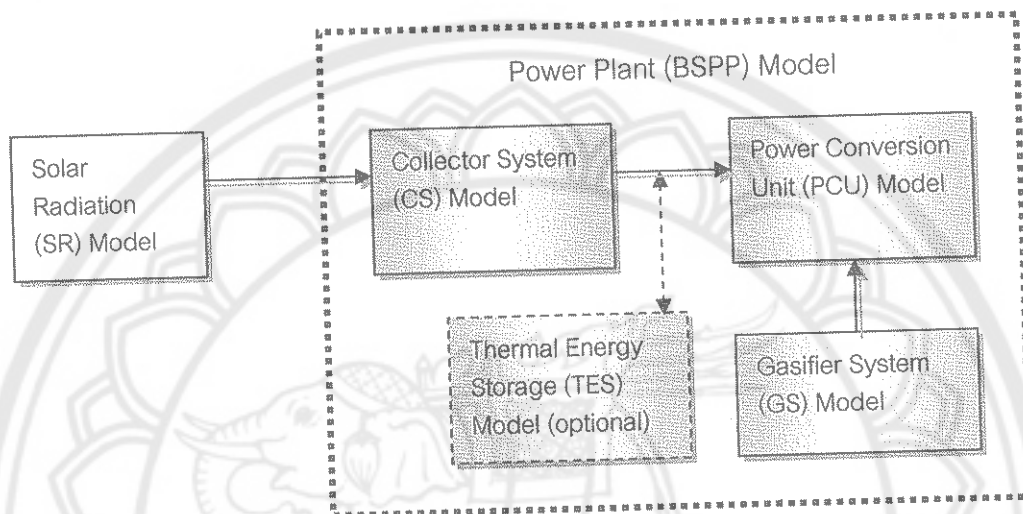 Power Plant (BSPP) Model
Solar
Radiation
(SR) Model
Collector System
(CS) Model
Power Conversion
Unit (PCU) Model
Thermal Energy
Storage (TES)
Model (optional)
Gasifier System
(GS) Model